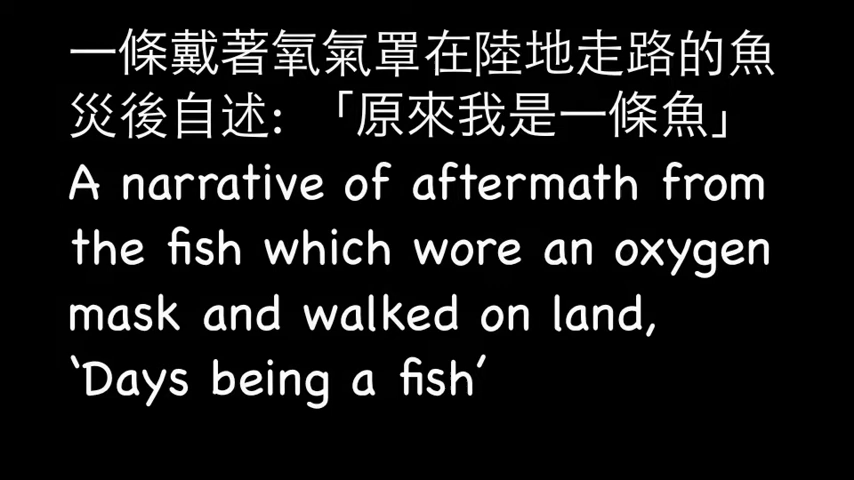 一條戴著氧氣罩在陸地走路的魚
災後自述:「原來我是一條魚」
A narrative of aftermath from
the fish which wore an oxygen
mask and walked on land,
‘Days being a fish’